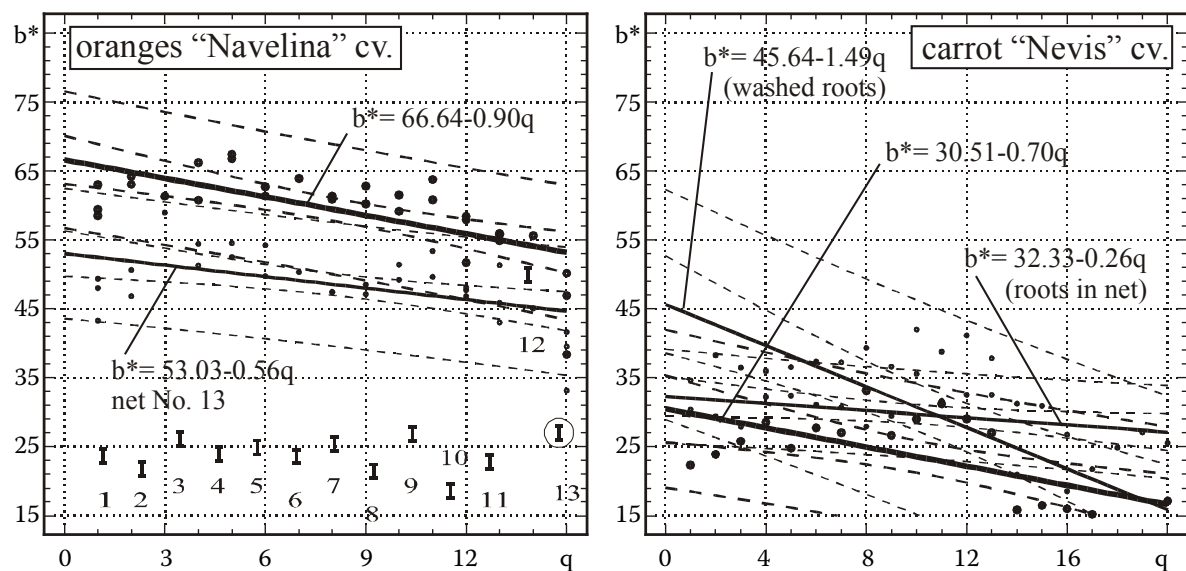 b*
oranges “Navelina” cv.
b*= 66.64-0.90q
75
65
55
45
35
25
15
b*= 53.03-0.56q
net No. 13
1
2
3
4
5
6
7
8
9
10
11
12
13
0
3
6
9
12
q
b*
carrot “Nevis” cv.
b*= 45.64-1.49q
(washed roots)
b*= 30.51-0.70q
b*= 32.33-0.26q
(roots in net)
75
65
55
45
35
25
15
0
4
8
12
16
q